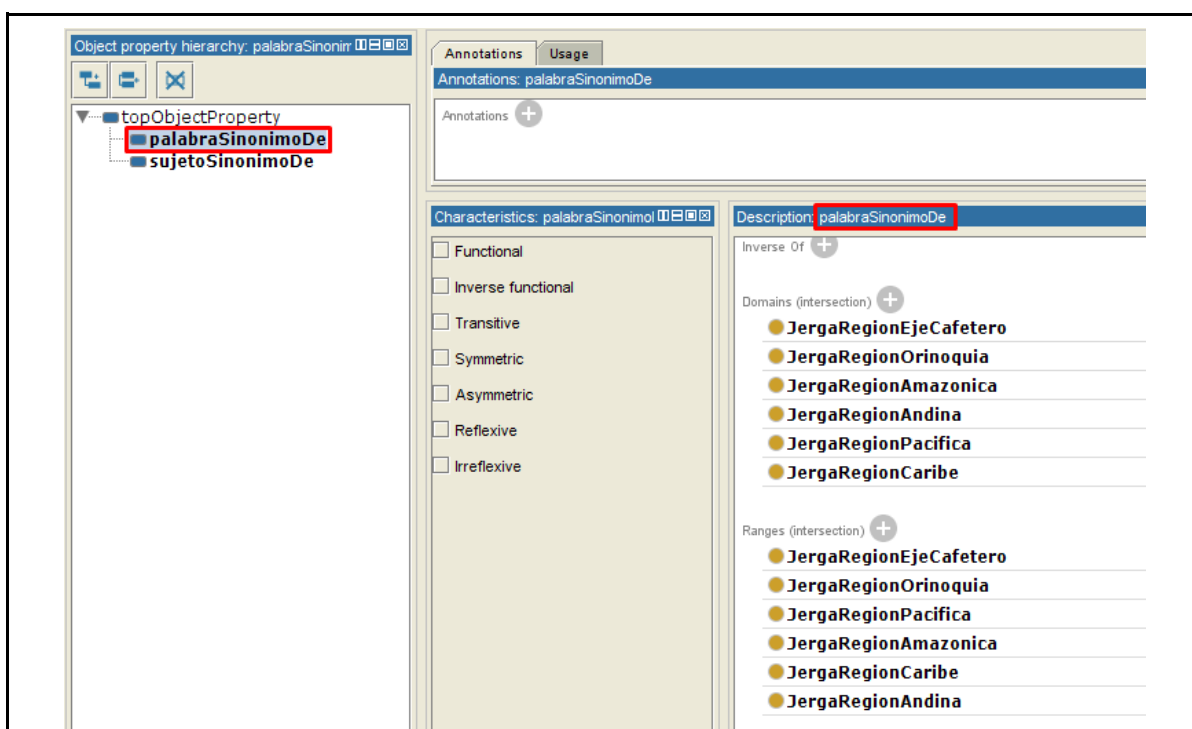 Object property hierarchy: palabraSinonim
topObjectProperty
palabraSinonimoDe
sujetoSinonimoDe
Annotations Usage
Annotations: palabraSinonimoDe
Annotations
Characteristics: palabraSinonimol
Functional
Inverse functional
Transitive
Symmetric
Asymmetric
Reflexive
Irreflexive
Description: palabraSinonimoDe
Inverse Of
Domains (intersection)
JergaRegionEjeCafetero
JergaRegionOrinoquia
JergaRegionAmazonica
JergaRegionAndina
JergaRegionPacifica
JergaRegionCaribe
Ranges (intersection)
JergaRegionEjeCafetero
JergaRegionOrinoquia
JergaRegionPacifica
JergaRegionAmazonica
JergaRegionCaribe
JergaRegionAndina